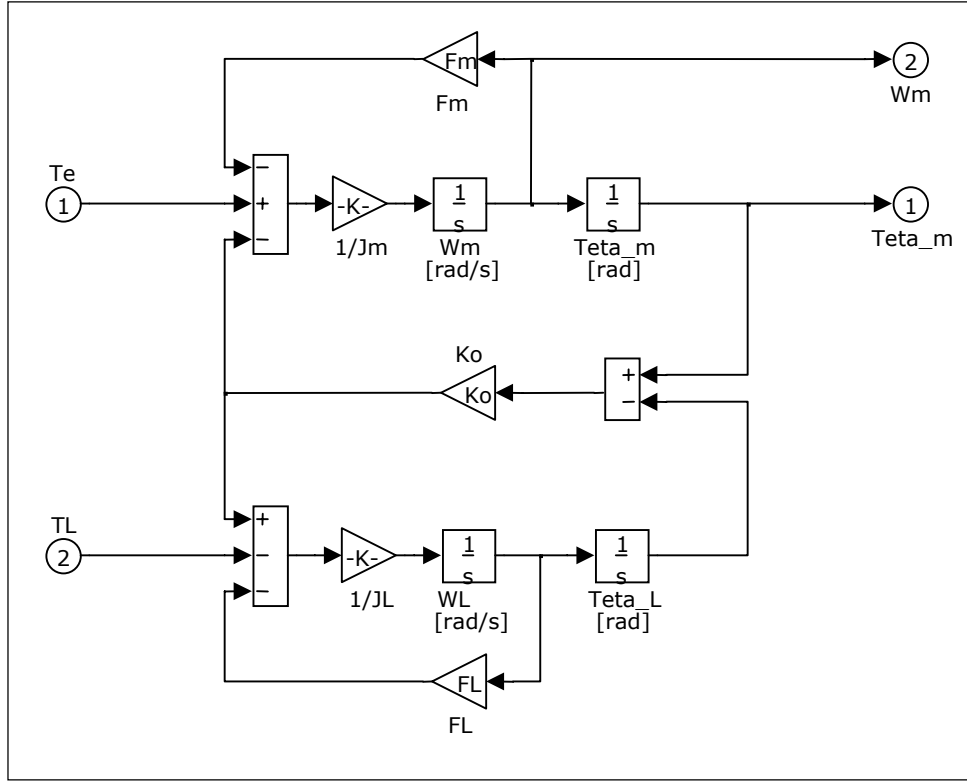 Fm
Fm
2
Wm
Te
1
−
+
−
-K-
1/Jm
1
s
Wm
[rad/s]
1
s
Teta_m
[rad]
1
Teta_m
Ko
Ko
+
−
TL
2
+
−
−
-K-
1/JL
1
s
WL
[rad/s]
1
s
Teta_L
[rad]
FL
FL